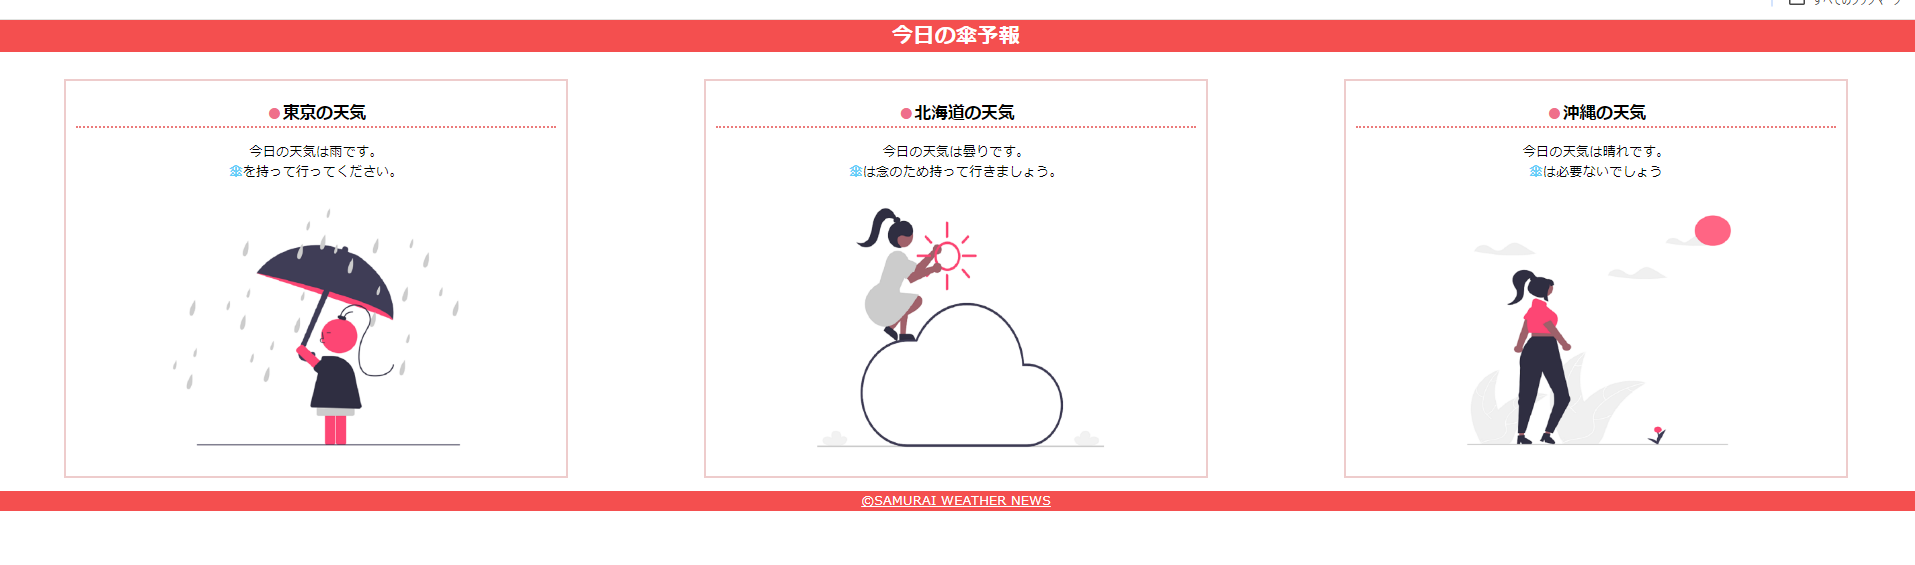 今日の傘予報
東京の天気
今日の天気は雨です。
傘を持って行ってください。
北海道の天気
今日の天気は曇りです。
傘は念のため持って行きましょう。
沖縄の天気
今日の天気は晴れです。
傘は必要ないでしょう
©SAMURAI WEATHER NEWS